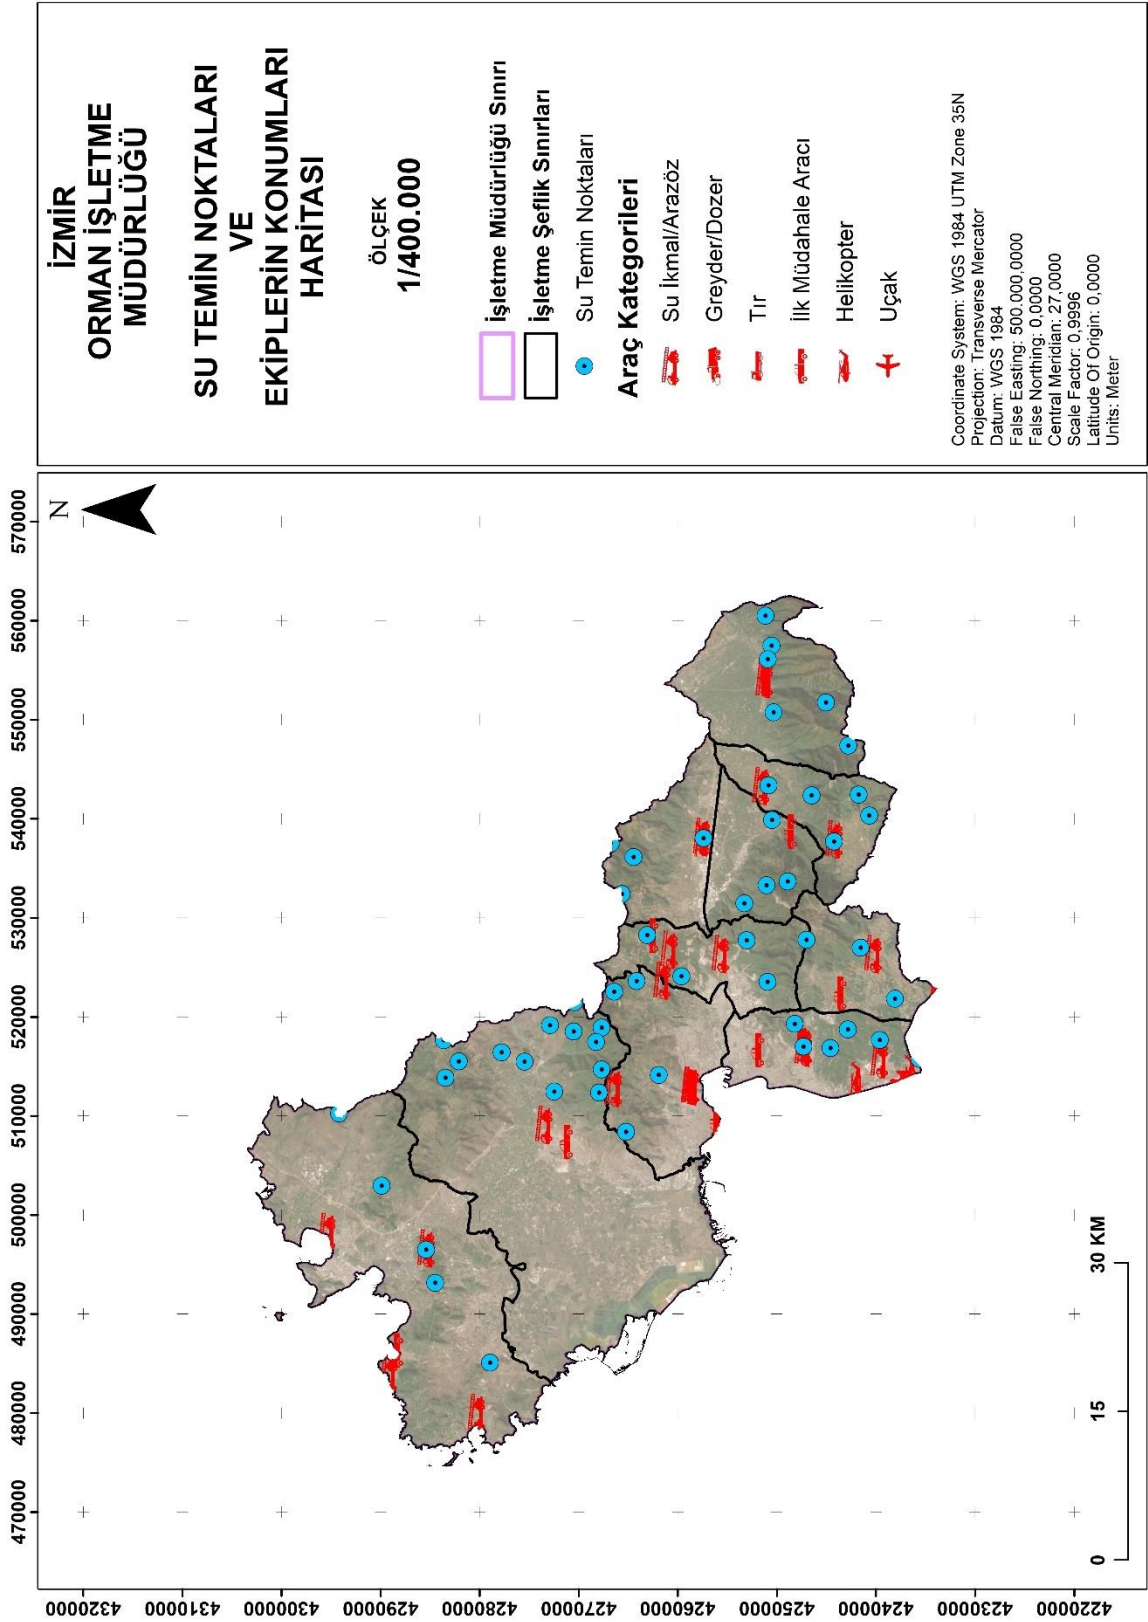 İZMİR
ORMAN İŞLETME
MÜDÜRLÜĞÜ
SU TEMİN NOKTALARI
VE
EKİPLERİN KONUMLARI
HARİTASI
ÖLÇEK
1/400.000
İşletme Müdürlüğü Sınırı
İşletme Şeflik Sınırları
Su Temin Noktaları
Araç Kategorileri
Su İkmal/Arazöz
Greyder/Dozer
Tır
İlk Müdahale Aracı
Helikopter
Uçak
Coordinate System: WGS 1984 UTM Zone 35N
Projection: Transverse Mercator
Datum: WGS 1984
False Easting: 500.000,0000
False Northing: 0,0000
Central Meridian: 27,0000
Scale Factor: 0,9996
Latitude Of Origin: 0,0000
Units: Meter
470000 480000 490000 500000 510000 520000 530000 540000 550000 560000 570000
N
4320000
4310000
4300000
4290000
4280000
4270000
4260000
4250000
4240000
4230000
4220000
0 15 30 KM